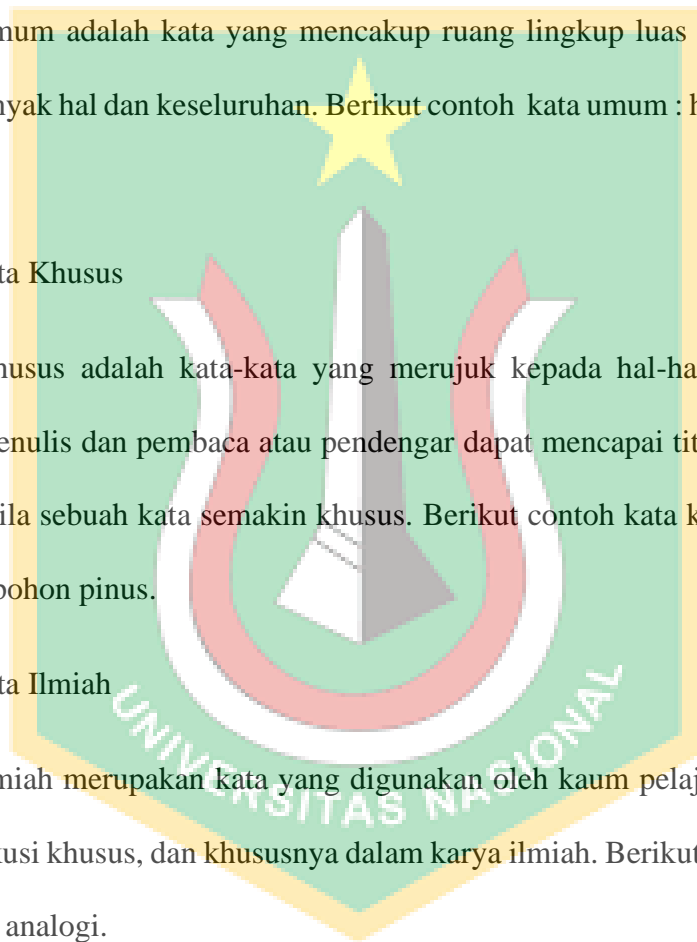 mum adalah kata yang mencakup ruang lingkup luas
nyak hal dan keseluruhan. Berikut contoh kata umum : h
ta Khusus
husus adalah kata-kata yang merujuk kepada hal-ha
enulis dan pembaca atau pendengar dapat mencapai tit
ila sebuah kata semakin khusus. Berikut contoh kata k
pohon pinus.
ta Ilmiah
UNIVERSITAS NASIONAL
miah merupakan kata yang digunakan oleh kaum pelaj
kusi khusus, dan khususnya dalam karya ilmiah. Berikut
analogi.